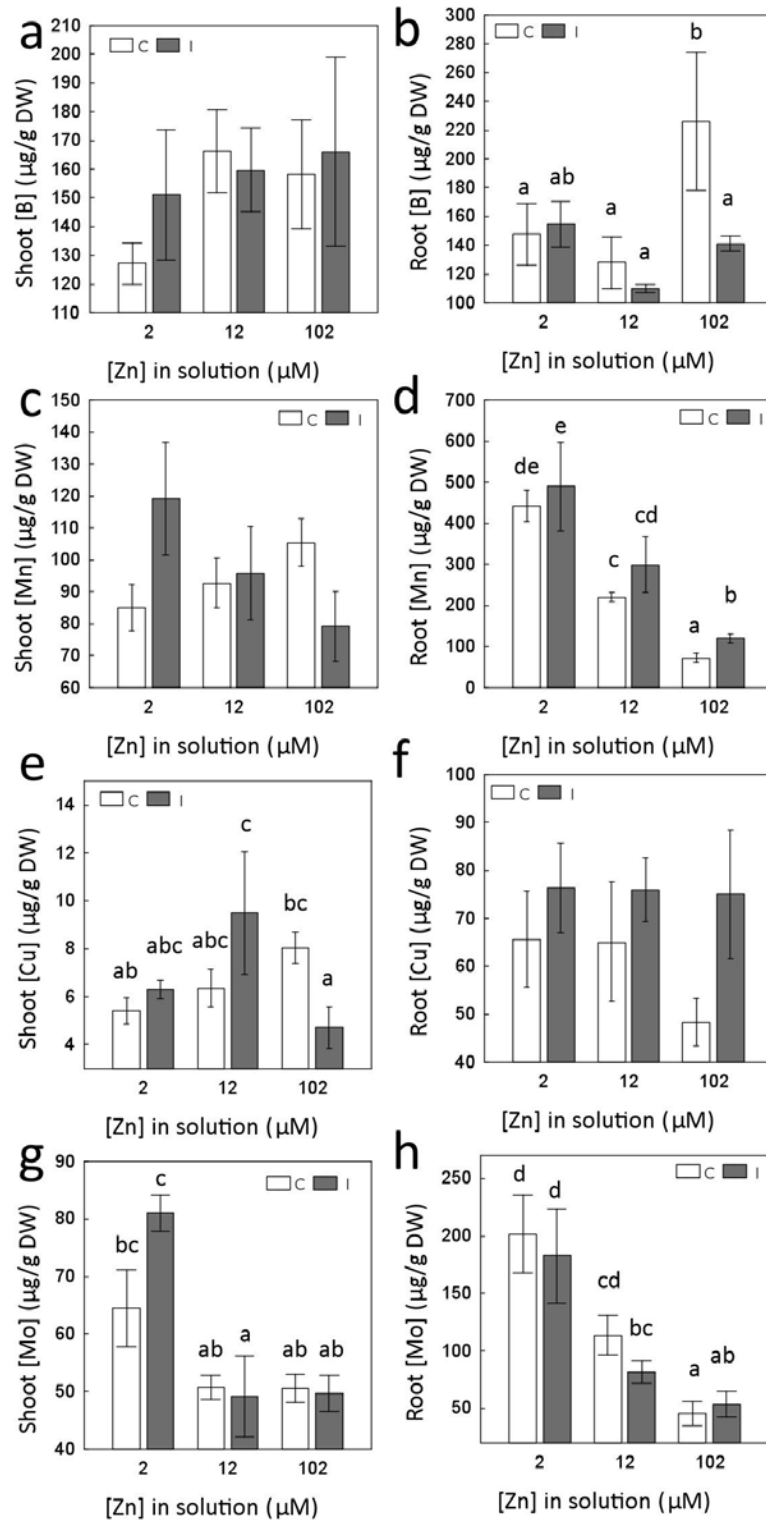 a
C I
Shoot [B] (µg/g DW)
210
200
190
180
170
160
150
140
130
120
110
2 12 102
[Zn] in solution (µM)
b
C I
Root [B] (µg/g DW)
300
280
260
240
220
200
180
160
140
120
100
a ab a a b a
2 12 102
[Zn] in solution (µM)
c
C I
Shoot [Mn] (µg/g DW)
150
140
130
120
110
100
90
80
70
60
2 12 102
[Zn] in solution (µM)
d
C I
Root [Mn] (µg/g DW)
700
600
500
400
300
200
100
0
de e c cd a b
2 12 102
[Zn] in solution (µM)
e
C I
Shoot [Cu] (µg/g DW)
14
12
10
8
6
4
ab abc abc c bc a
2 12 102
[Zn] in solution (µM)
f
C I
Root [Cu] (µg/g DW)
100
90
80
70
60
50
40
2 12 102
[Zn] in solution (µM)
g
C I
Shoot [Mo] (µg/g DW)
90
80
70
60
50
40
bc c ab a ab ab
2 12 102
[Zn] in solution (µM)
h
C I
Root [Mo] (µg/g DW)
250
200
150
100
50
d d cd bc a ab
2 12 102
[Zn] in solution (µM)